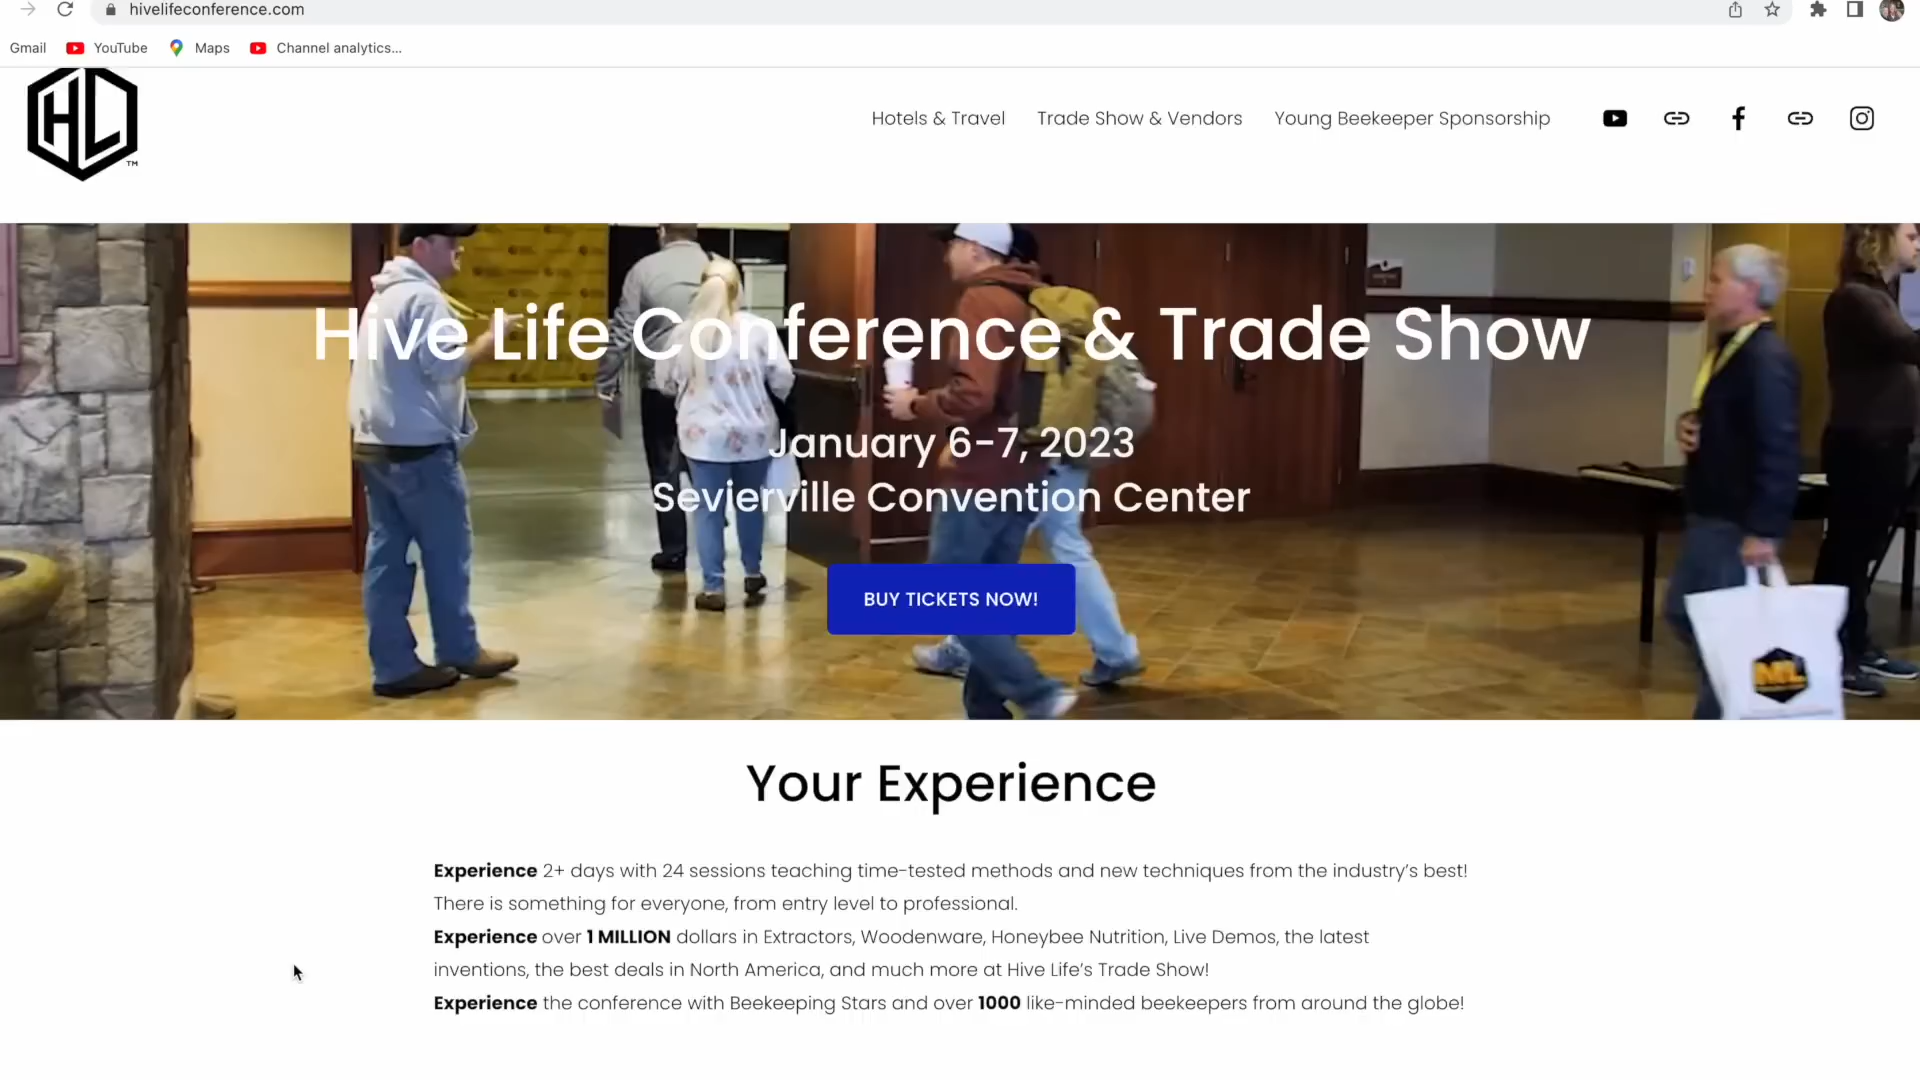 hivelifeconference.com
Gmail YouTube Maps Channel analytics...
HL
TM
Hotels & Travel Trade Show & Vendors Young Beekeeper Sponsorship
Hive Life Conference & Trade Show
January 6-7, 2023
Sevierville Convention Center
BUY TICKETS NOW!
ML
Your Experience
Experience 2+ days with 24 sessions teaching time-tested methods and new techniques from the industry's best!
There is something for everyone, from entry level to professional.
Experience over 1 MILLION dollars in Extractors, Woodenware, Honeybee Nutrition, Live Demos, the latest
inventions, the best deals in North America, and much more at Hive Life's Trade Show!
Experience the conference with Beekeeping Stars and over 1000 like-minded beekeepers from around the globe!